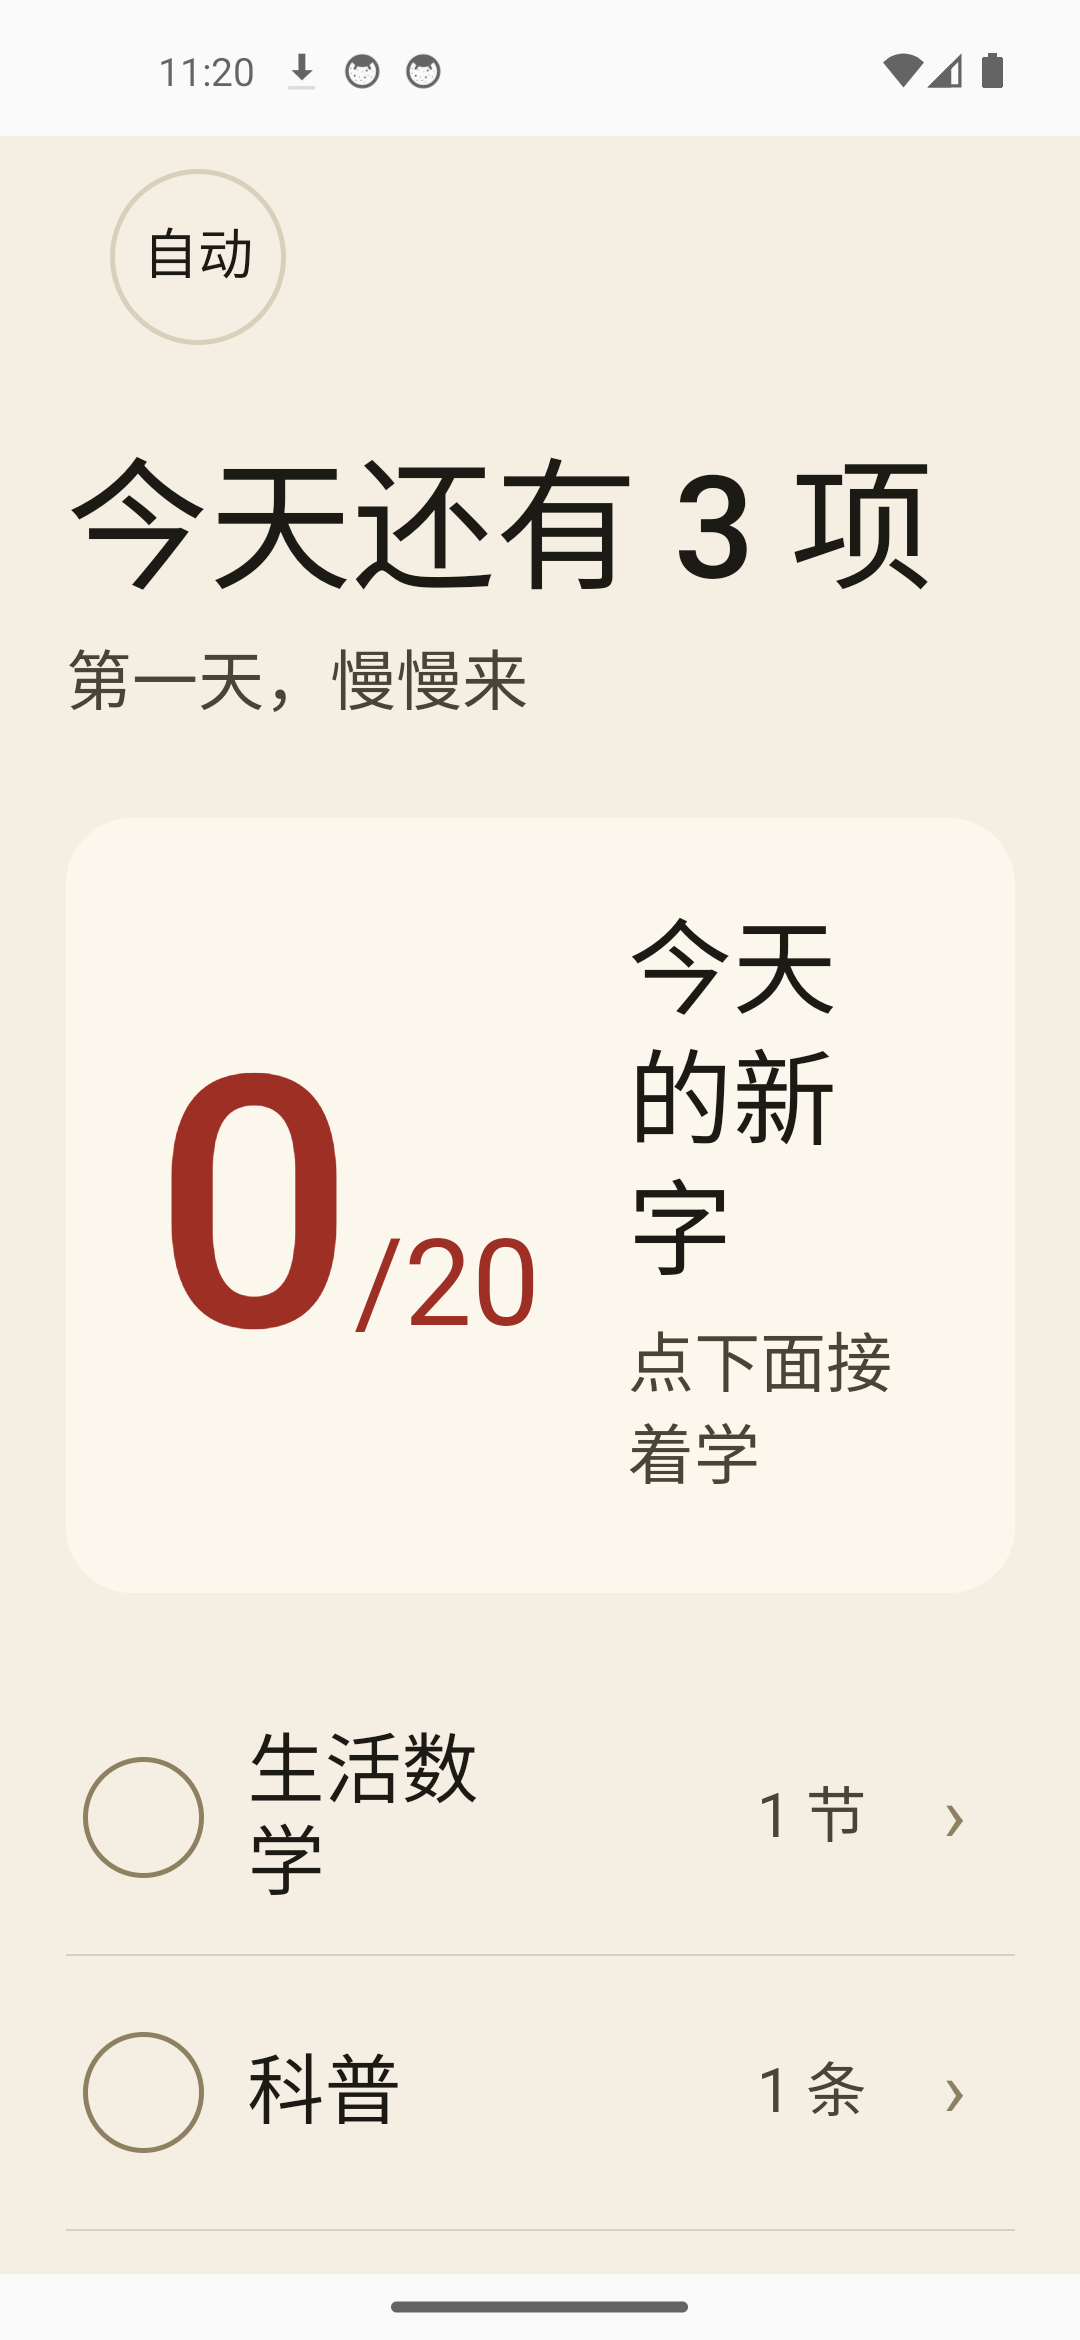 11:20
自动
今天还有 3 项
第一天，慢慢来
0/20
今天
的新
字
点下面接
着学
生活数
学
1 节
›
科普
1 条
›